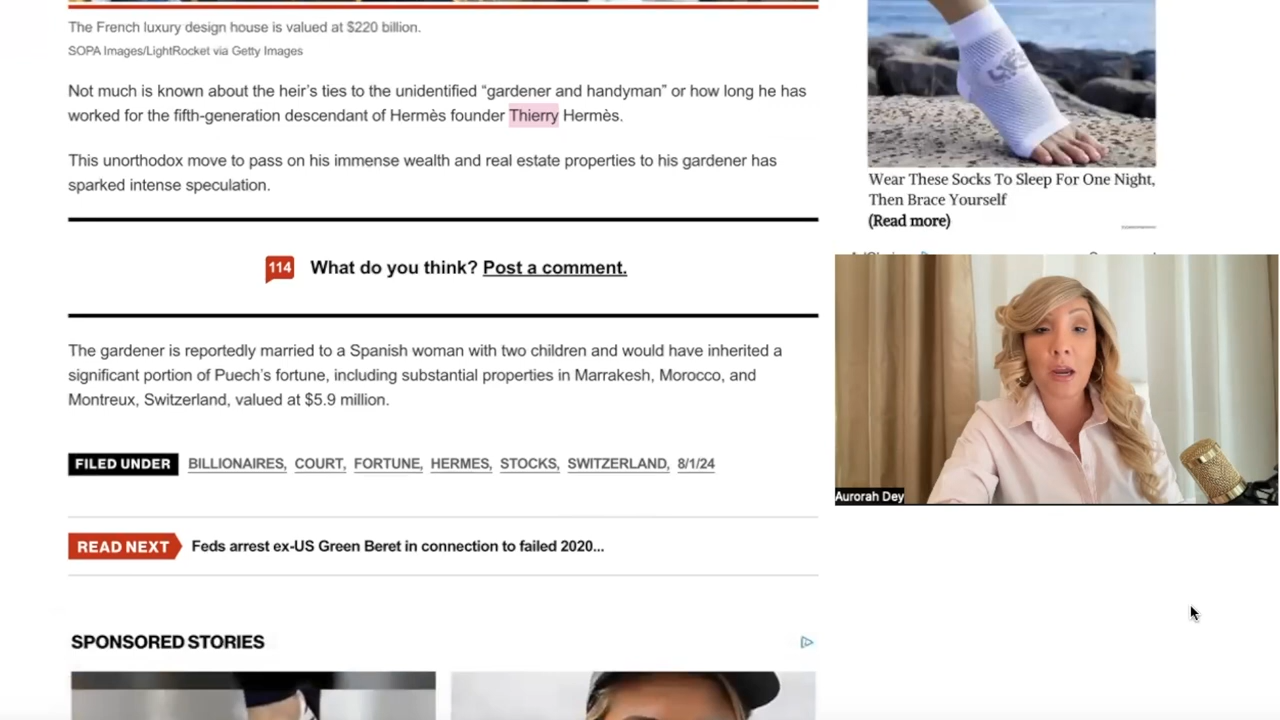 The French luxury design house is valued at $220 billion.
SOPA Images/LightRocket via Getty Images
Not much is known about the heir's ties to the unidentified “gardener and handyman” or how long he has
worked for the fifth-generation descendant of Hermès founder Thierry Hermès.
This unorthodox move to pass on his immense wealth and real estate properties to his gardener has
sparked intense speculation.
114 What do you think? Post a comment.
The gardener is reportedly married to a Spanish woman with two children and would have inherited a
significant portion of Puech's fortune, including substantial properties in Marrakesh, Morocco, and
Montreux, Switzerland, valued at $5.9 million.
FILED UNDER BILLIONAIRES, COURT, FORTUNE, HERMES, STOCKS, SWITZERLAND, 8/1/24
READ NEXT Feds arrest ex-US Green Beret in connection to failed 2020...
SPONSORED STORIES
Wear These Socks To Sleep For One Night,
Then Brace Yourself
(Read more)
Aurorah Dey